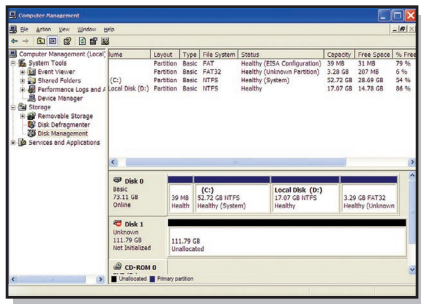 Computer Management
File Action View Window Help
Computer Management (Local)
System Tools
Event Viewer
Shared Folders
Performance Logs and A
Device Manager
Storage
Removable Storage
Disk Defragmenter
Disk Management
Services and Applications
lume Layout Type File System Status Capacity Free Space % Free
Partition Basic FAT Healthy (EISA Configuration) 39 MB 31 MB 79 %
Partition Basic FAT32 Healthy (Unknown Partition) 3.28 GB 207 MB 6 %
(C:) Partition Basic NTFS Healthy (System) 52.72 GB 28.69 GB 54 %
Local Disk (D:) Partition Basic NTFS Healthy 17.07 GB 14.78 GB 86 %
Disk 0
Basic
73.11 GB
Online
39 MB
Health
(C:)
52.72 GB NTFS
Healthy (System)
Local Disk (D:)
17.07 GB NTFS
Healthy
3.29 GB FAT32
Healthy (Unknown
Disk 1
Unknown
111.79 GB
Not Initialized
111.79 GB
Unallocated
CD-ROM 0
Unallocated Primary partition